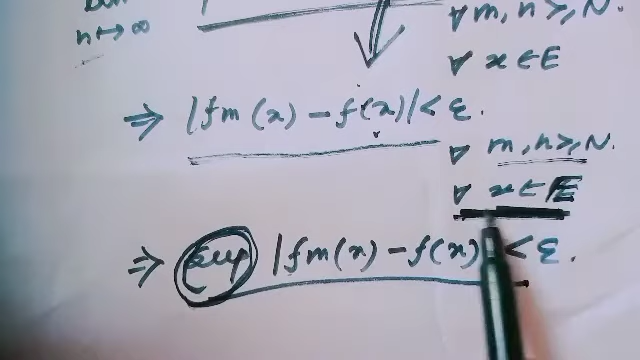 ∀ m, n ≥, N.
n → ∞
∀ x ∈ E
⇒ |fm(x) - f(x)| < ε.
∀ m, n ≥, N.
∀ x ∈ E
⇒ sup |fm(x) - f(x)| < ε.